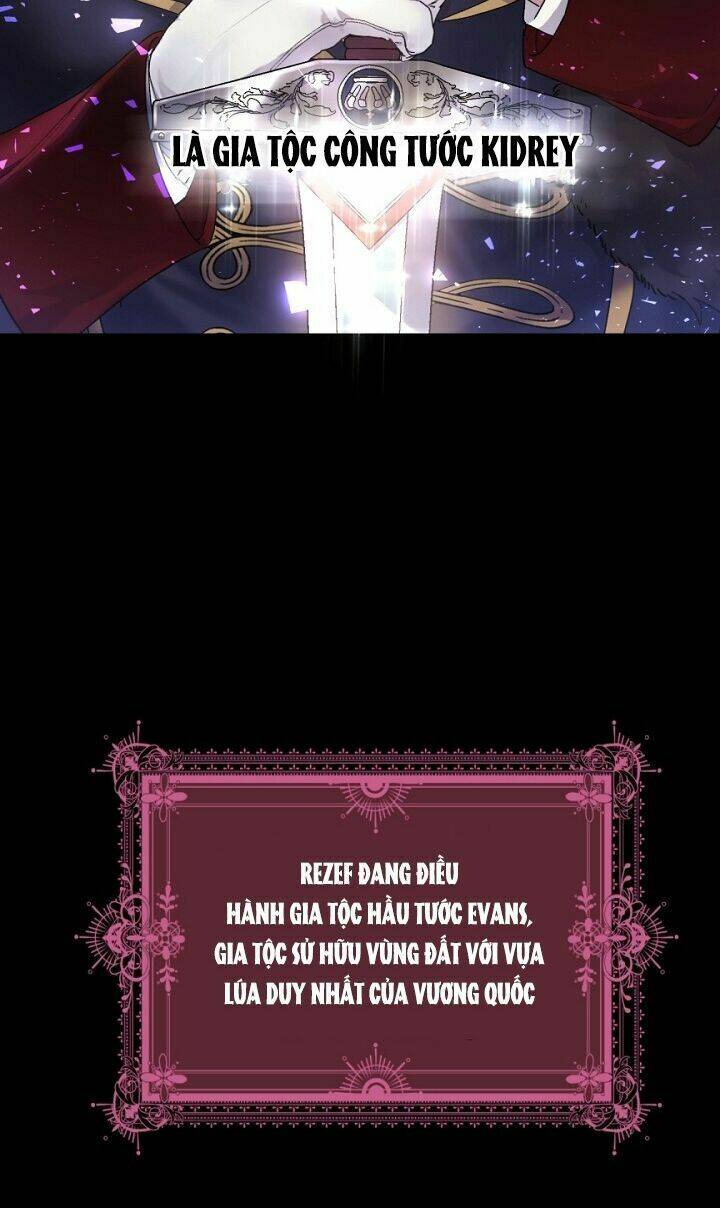 LÀ GIA TỘC CÔNG TƯỚC KIDREY
REZEF ĐANG ĐIỀU
HÀNH GIA TỘC HẦU TƯỚC EVANS,
GIA TỘC SỬ HỮU VÙNG ĐẤT VỚI VỰA
LÚA DUY NHẤT CỦA VƯƠNG QUỐC